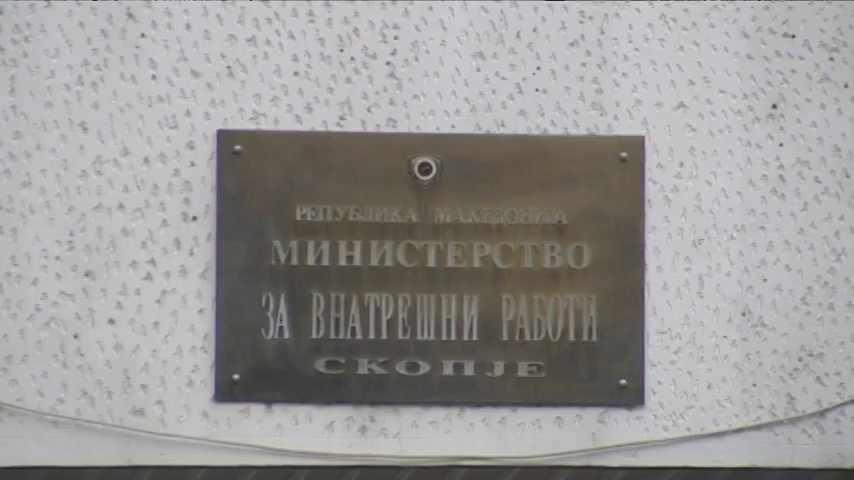 РЕПУБЛИКА МАКЕДОНИЈА
МИНИСТЕРСТВО
ЗА ВНАТРЕШНИ РАБОТИ
СКОПЈЕ